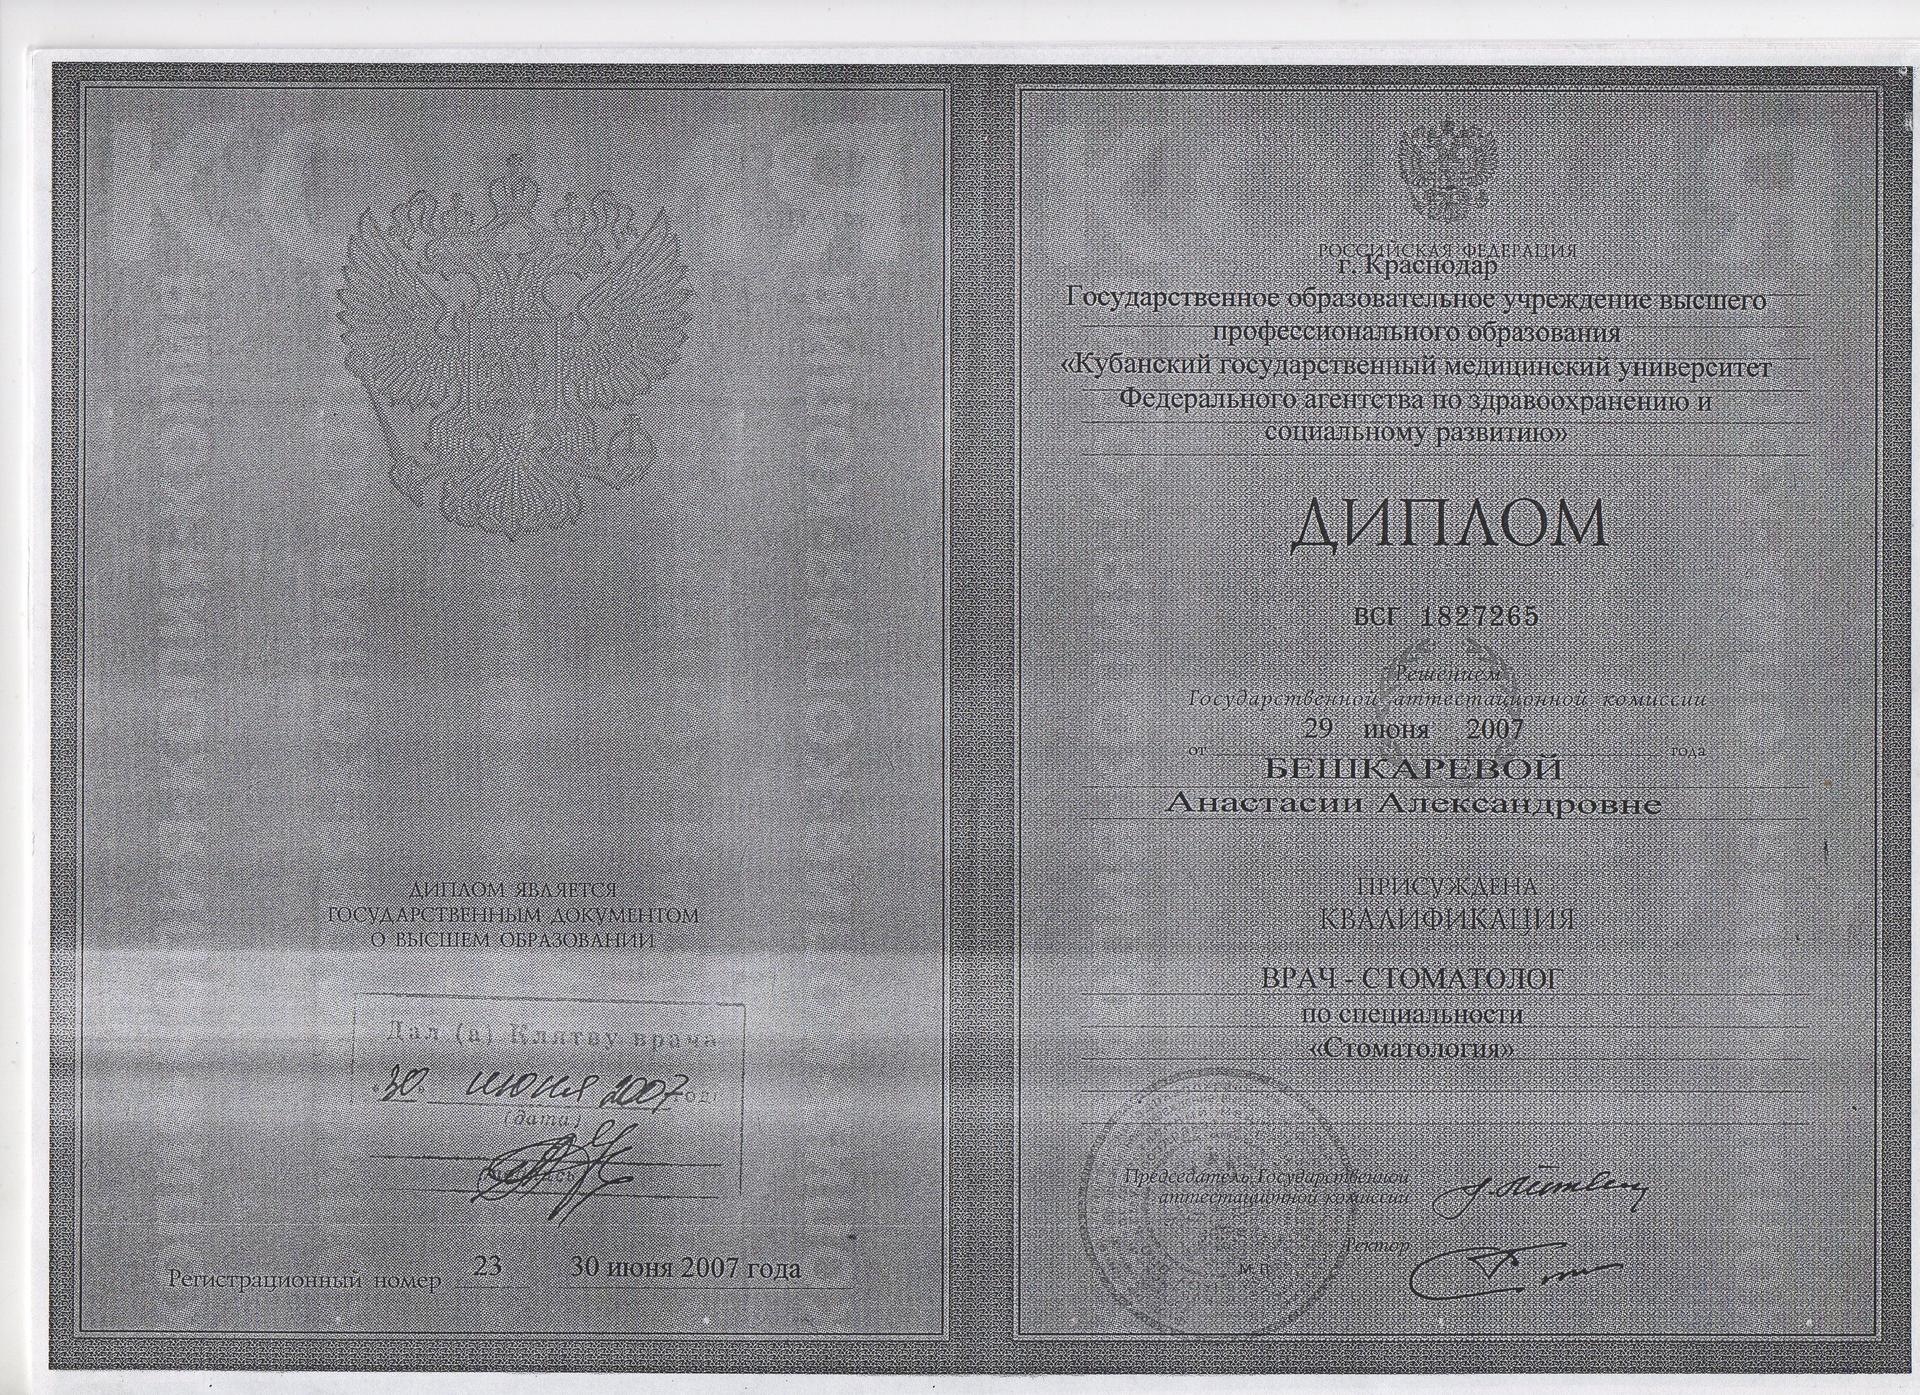 ДИПЛОМ ЯВЛЯЕТСЯ
ГОСУДАРСТВЕННЫМ ДОКУМЕНТОМ
О ВЫСШЕМ ОБРАЗОВАНИИ
Дал (а) Клятву врача
«30» июня 2007 год
(дата)
Регистрационный номер 23 30 июня 2007 года
РОССИЙСКАЯ ФЕДЕРАЦИЯ
г. Краснодар
Государственное образовательное учреждение высшего
профессионального образования
«Кубанский государственный медицинский университет
Федерального агентства по здравоохранению и
социальному развитию»
ДИПЛОМ
ВСГ 1827265
Решением
Государственной аттестационной комиссии
от 29 июня 2007 года
БЕШКАРЕВОЙ
Анастасии Александровне
ПРИСУЖДЕНА
КВАЛИФИКАЦИЯ
ВРАЧ - СТОМАТОЛОГ
по специальности
«Стоматология»
Председатель Государственной
аттестационной комиссии
Ректор
М.П.